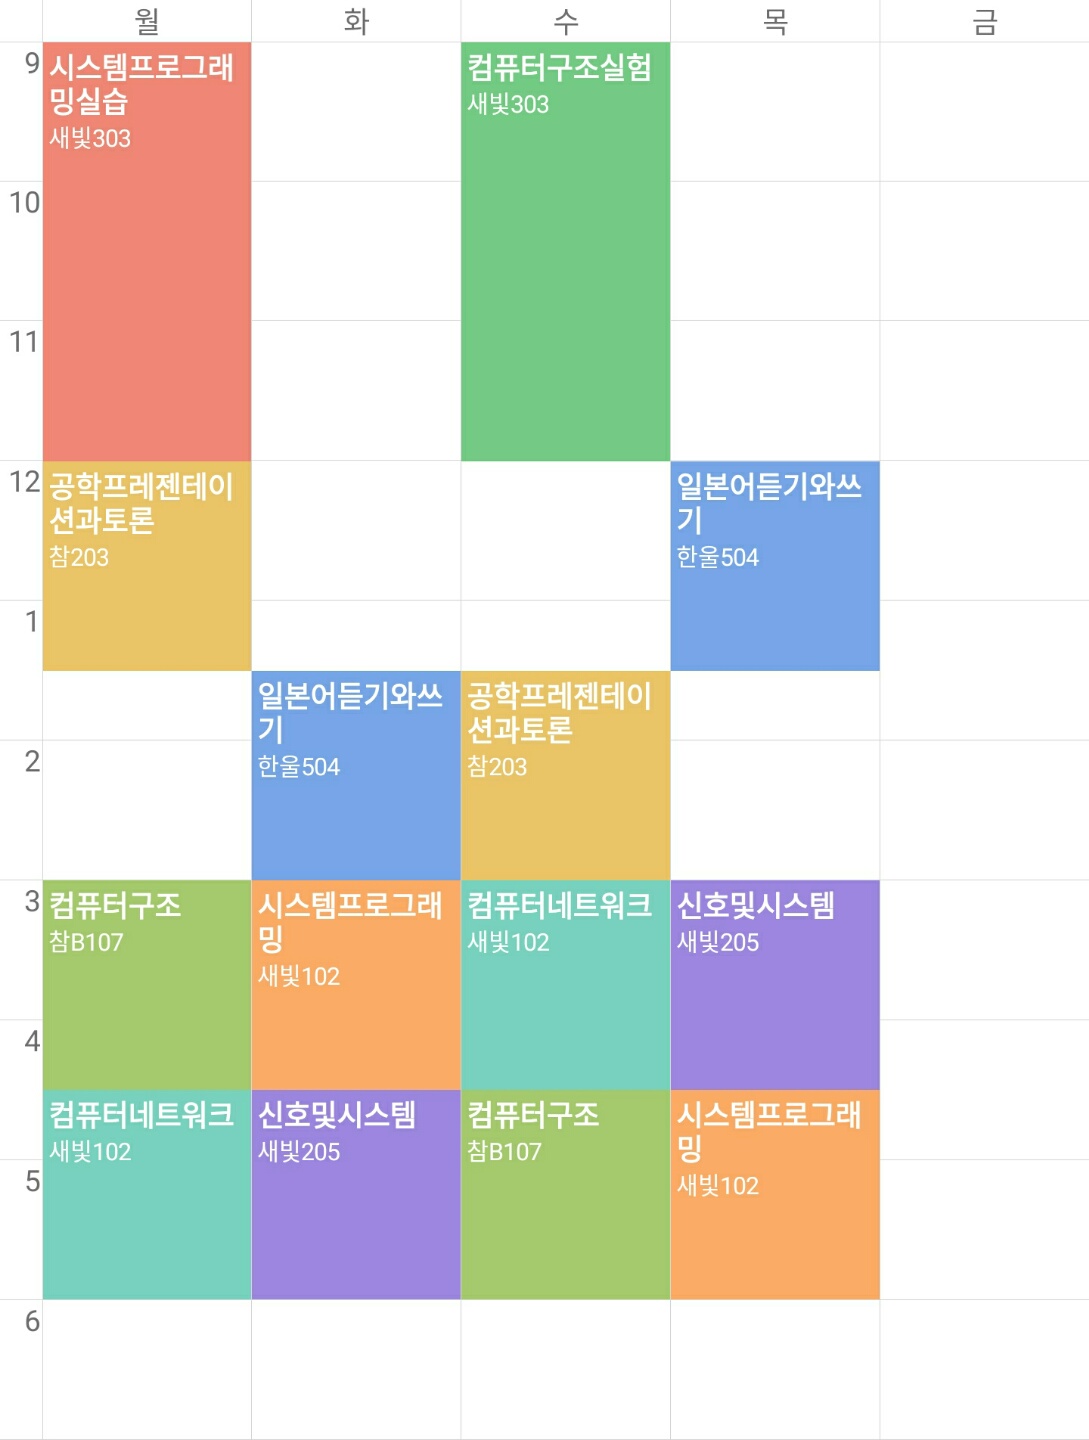 월 화 수 목 금
9
시스템프로그래
밍실습
새빛303
컴퓨터구조실험
새빛303
10
11
12
공학프레젠테이
션과토론
참203
일본어듣기와쓰
기
한울504
1
일본어듣기와쓰
기
한울504
공학프레젠테이
션과토론
참203
2
3
컴퓨터구조
참B107
시스템프로그래
밍
새빛102
컴퓨터네트워크
새빛102
신호및시스템
새빛205
4
컴퓨터네트워크
새빛102
신호및시스템
새빛205
컴퓨터구조
참B107
시스템프로그래
밍
새빛102
5
6